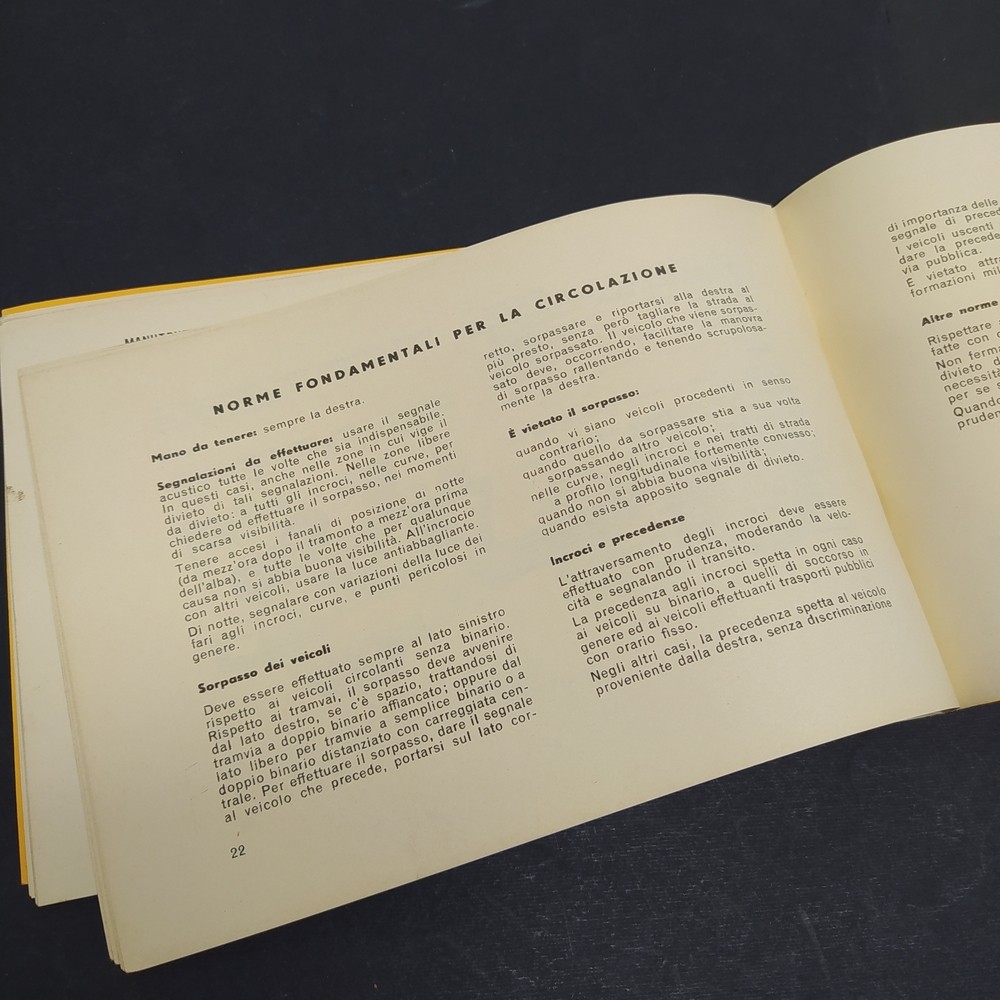 NORME FONDAMENTALI PER LA CIRCOLAZIONE
Mano da tenere: sempre la destra.
Segnalazioni da effettuare: usare il segnale
acustico tutte le volte che sia indispensabile.
In questi casi, anche nelle zone in cui vige il
divieto di tali segnalazioni. Nelle zone libere
da divieto: a tutti gli incroci, nelle curve, per
chiedere od effettuare il sorpasso, nei momenti
di scarsa visibilità.
Tenere accesi i fanali di posizione di notte
(da mezz'ora dopo il tramonto a mezz'ora prima
dell'alba), e tutte le volte che per qualunque
causa non si abbia buona visibilità. All'incrocio
con altri veicoli, usare la luce antiabbagliante.
Di notte, segnalare con variazioni della luce dei
fari agli incroci, curve, e punti pericolosi in
genere.
Sorpasso dei veicoli
Deve essere effettuato sempre al lato sinistro
rispetto ai veicoli circolanti senza binario.
Rispetto ai tramvai, il sorpasso deve avvenire
dal lato destro, se c'è spazio, trattandosi di
tramvia a doppio binario affiancato; oppure dal
lato libero per tramvie a semplice binario o a
doppio binario distanziato con carreggiata cen-
trale. Per effettuare il sorpasso, dare il segnale
al veicolo che precede, portarsi sul lato cor-
22
retto, sorpassare e riportarsi alla destra al
più presto, senza però tagliare la strada al
veicolo sorpassato. Il veicolo che viene sorpas-
sato deve, occorrendo, facilitare la manovra
di sorpasso rallentando e tenendo scrupolosa-
mente la destra.
È vietato il sorpasso:
quando vi siano veicoli procedenti in senso
contrario;
quando quello da sorpassare stia a sua volta
sorpassando altro veicolo;
nelle curve, negli incroci e nei tratti di strada
a profilo longitudinale fortemente convesso;
quando non si abbia buona visibilità;
quando esista apposito segnale di divieto.
Incroci e precedenze
L'attraversamento degli incroci deve essere
effettuato con prudenza, moderando la velo-
cità e segnalando il transito.
La precedenza agli incroci spetta in ogni caso
ai veicoli su binario, a quelli di soccorso in
genere ed ai veicoli effettuanti trasporti pubblici
con orario fisso.
Negli altri casi, la precedenza spetta al veicolo
proveniente dalla destra, senza discriminazione
di importanza delle
segnale di
I veicoli uscenti
dare la
via pubblica.
E vietato
formazioni
Altre norme
Rispettare
fatte con
Non
divieto
necessità
per se
Quando